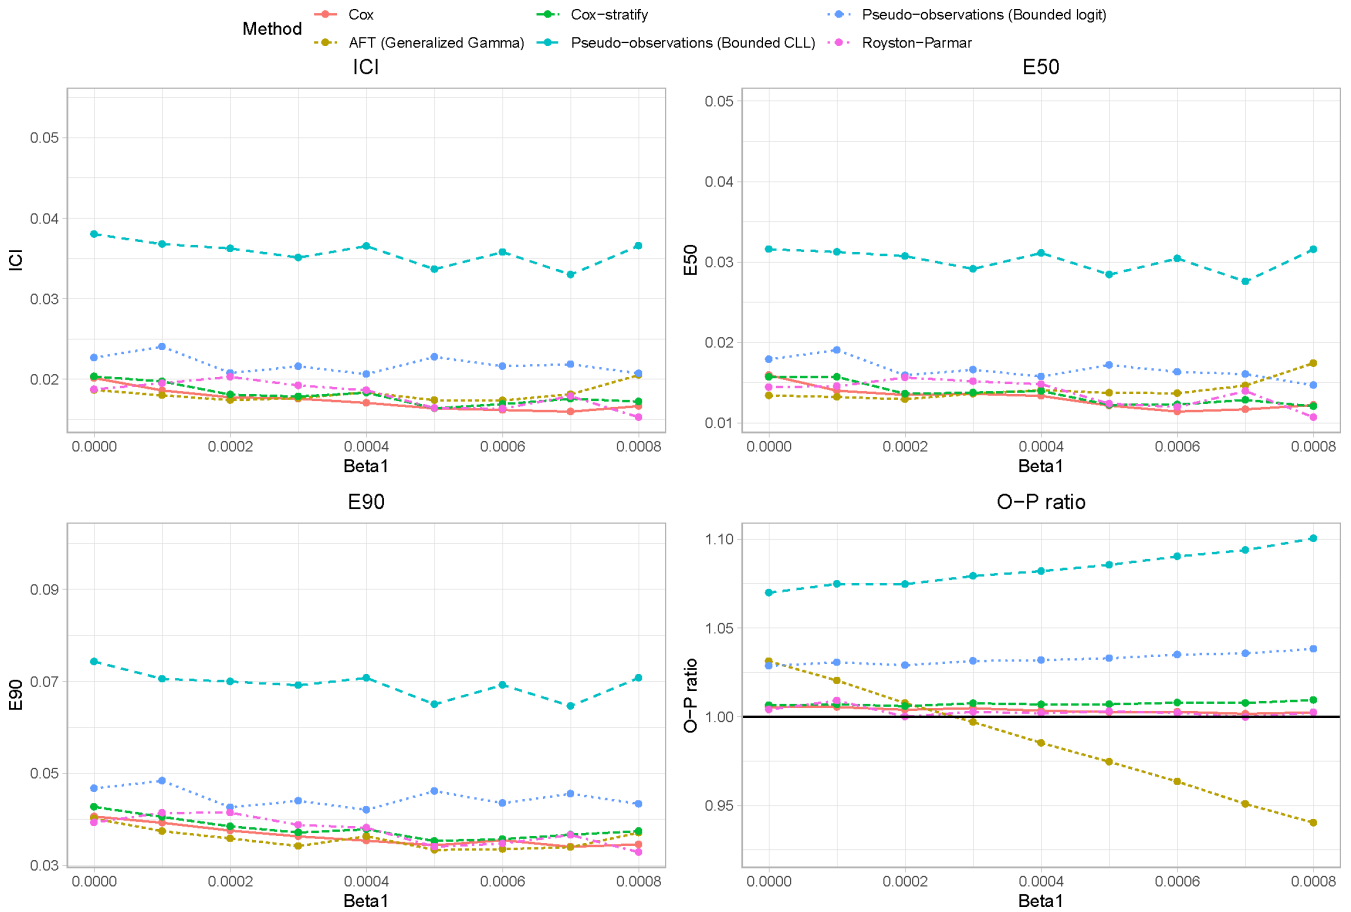 Method
Cox
Cox−stratify
Pseudo−observations (Bounded logit)
AFT (Generalized Gamma)
Pseudo−observations (Bounded CLL)
Royston−Parmar
ICI
ICI
0.05
0.04
0.03
0.02
0.0000 0.0002 0.0004 0.0006 0.0008
Beta1
E50
E50
0.05
0.04
0.03
0.02
0.01
0.0000 0.0002 0.0004 0.0006 0.0008
Beta1
E90
E90
0.09
0.07
0.05
0.03
0.0000 0.0002 0.0004 0.0006 0.0008
Beta1
O−P ratio
O−P ratio
1.10
1.05
1.00
0.95
0.0000 0.0002 0.0004 0.0006 0.0008
Beta1